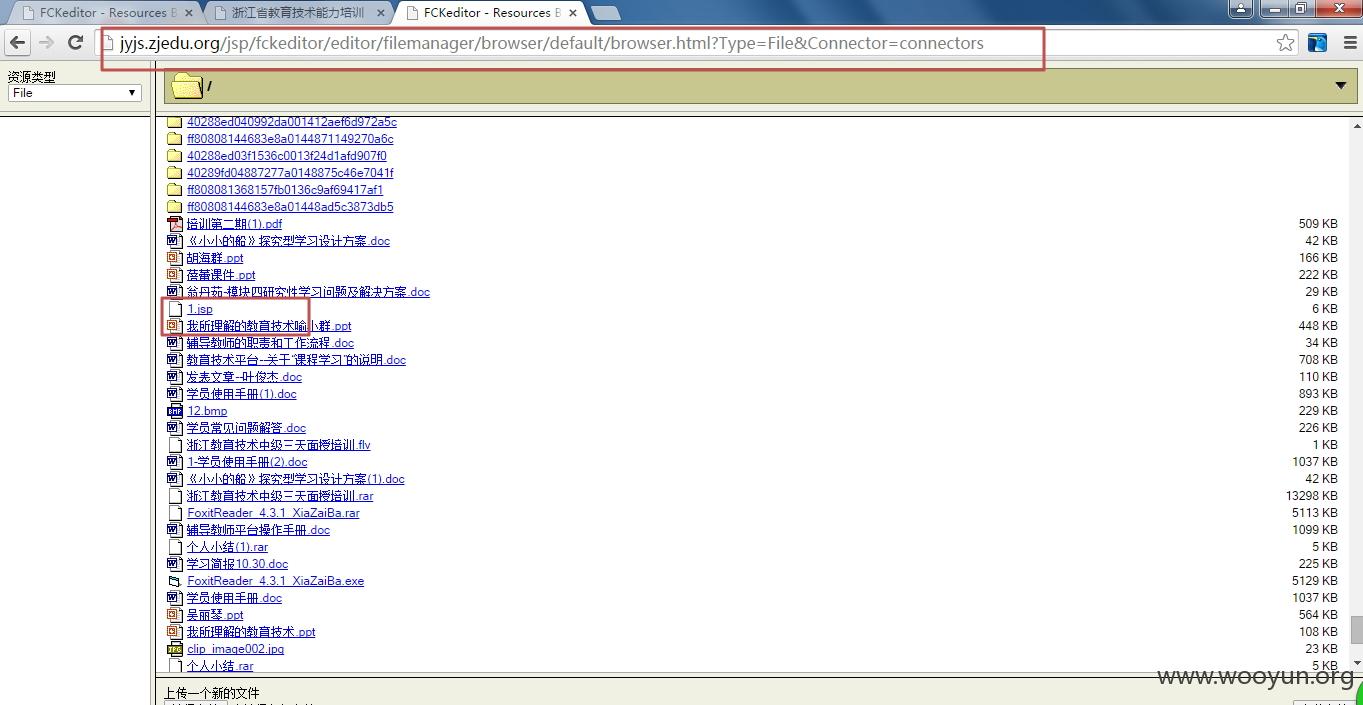 FCKeditor - Resources B
浙江省教育技术能力培训
FCKeditor - Resources B
jyjs.zjedu.org/jsp/fckeditor/editor/filemanager/browser/default/browser.html?Type=File&Connector=connectors
资源类型
File
/
40288ed040992da001412aef6d972a5c
ff80808144683e8a0144871149270a6c
40288ed03f1536c0013f24d1afd907f0
40289fd04887277a0148875c46e7041f
ff808081368157fb0136c9af69417af1
ff80808144683e8a01448ad5c3873db5
培训第二期(1).pdf 509 KB
《小小的船》探究型学习设计方案.doc 42 KB
胡海群.ppt 166 KB
蓓蕾课件.ppt 222 KB
翁丹茹-模块四研究性学习问题及解决方案.doc 29 KB
1.jsp 6 KB
我所理解的教育技术喻小群.ppt 448 KB
辅导教师的职责和工作流程.doc 34 KB
教育技术平台--关于“课程学习”的说明.doc 708 KB
发表文章--叶俊杰.doc 110 KB
学员使用手册(1).doc 893 KB
12.bmp 229 KB
学员常见问题解答.doc 226 KB
浙江教育技术中级三天面授培训.flv 1 KB
1-学员使用手册(2).doc 1037 KB
《小小的船》探究型学习设计方案(1).doc 42 KB
浙江教育技术中级三天面授培训.rar 13298 KB
FoxitReader_4.3.1_XiaZaiBa.rar 5113 KB
辅导教师平台操作手册.doc 1099 KB
个人小结(1).rar 5 KB
学习简报10.30.doc 225 KB
FoxitReader_4.3.1_XiaZaiBa.exe 5129 KB
学员使用手册.doc 1037 KB
吴丽琴.ppt 564 KB
我所理解的教育技术.ppt 108 KB
clip_image002.jpg 23 KB
个人小结.rar 5 KB
www.wooyun.org
上传一个新的文件